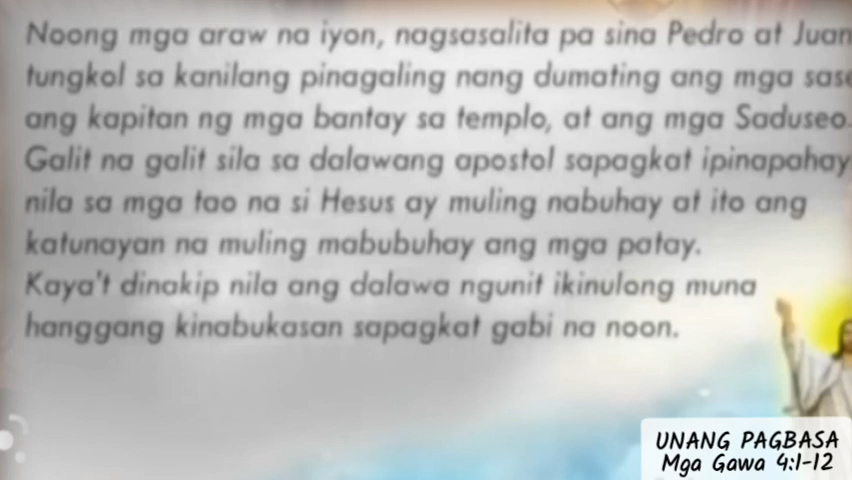 Noong mga araw na iyon, nagsasalita pa sina Pedro at Juan
tungkol sa kanilang pinagaling nang dumating ang mga
ang kapitan ng mga bantay sa templo, at ang mga Saduseo.
Galit na galit sila sa dalawang apostol sapagkat
nila sa mga tao na si Hesus ay muling nabuhay at ito ang
katunayan na muling mabubuhay ang mga patay.
Kaya't dinakip nila ang dalawa ngunit ikinulong muna
hanggang kinabukasan sapagkat gabi na noon.
UNANG PAGBASA
Mga Gawa 4:1-12